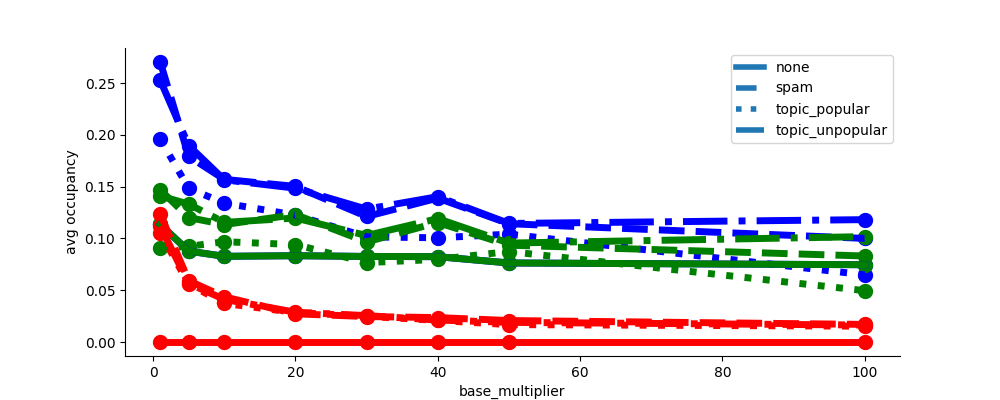 none
spam
topic_popular
topic_unpopular
avg occupancy
0.25
0.20
0.15
0.10
0.05
0.00
0 20 40 60 80 100
base_multiplier